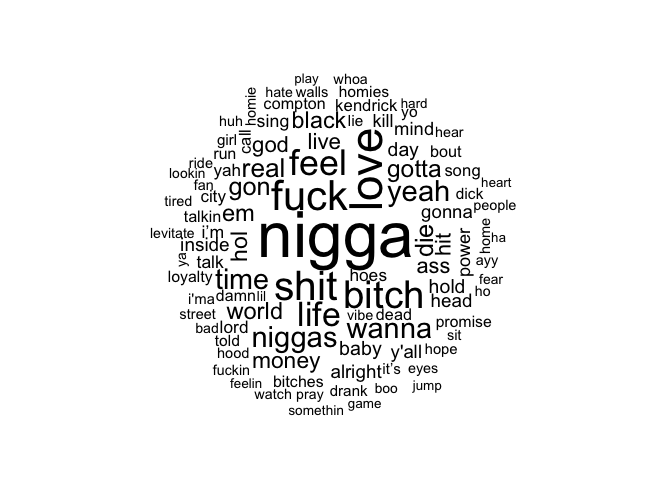 play whoa
hate walls homies
homie compton kendrick hard
huh sing black lie kill yo
girl call god live love mind hear
run day bout
ride yah real feel gotta song
lookin
fan gon fuck yeah heart
tired city dick
talkin em gonna people
levitate i'm nigga die hit home ha
ya inside hol power
talk ass ayy
loyalty time hoes fear
i'ma damn lil shit bitch hold ho
street world life head
bad lord vibe dead promise
told niggas wanna sit
hood baby y'all hope
fuckin money alright it's eyes
feelin bitches jump
watch pray drank boo
somethin game